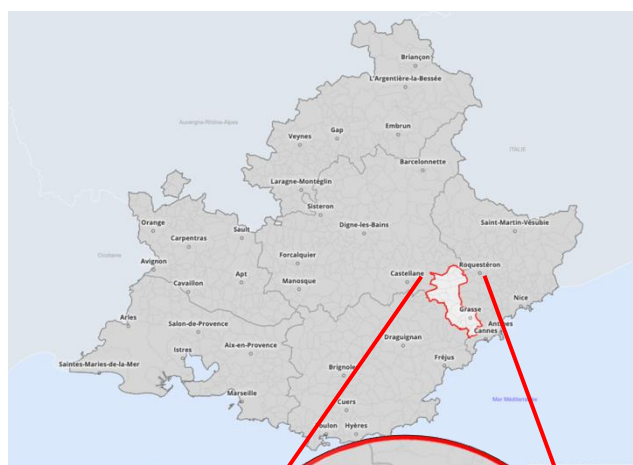 Briançon
L'Argentière-la-Bessée
Auvergne-Rhône-Alpes
Embrun
Gap
Veynes
ITALIE
Barcelonnette
Laragne-Montéglin
Sisteron
Orange
Saint-Martin-Vésubie
Digne-les-Bains
Sault
Carpentras
Forcalquier
Occitanie
Avignon
Roquestéron
Castellane
Apt
Cavaillon
Manosque
Nice
Grasse
Arles
Salon-de-Provence
Antibes
Cannes
Draguignan
Aix-en-Provence
Istres
Fréjus
Saintes-Maries-de-la-Mer
Brignole
Marseille
Mer Méditerranée
Cuers
Toulon
Hyères